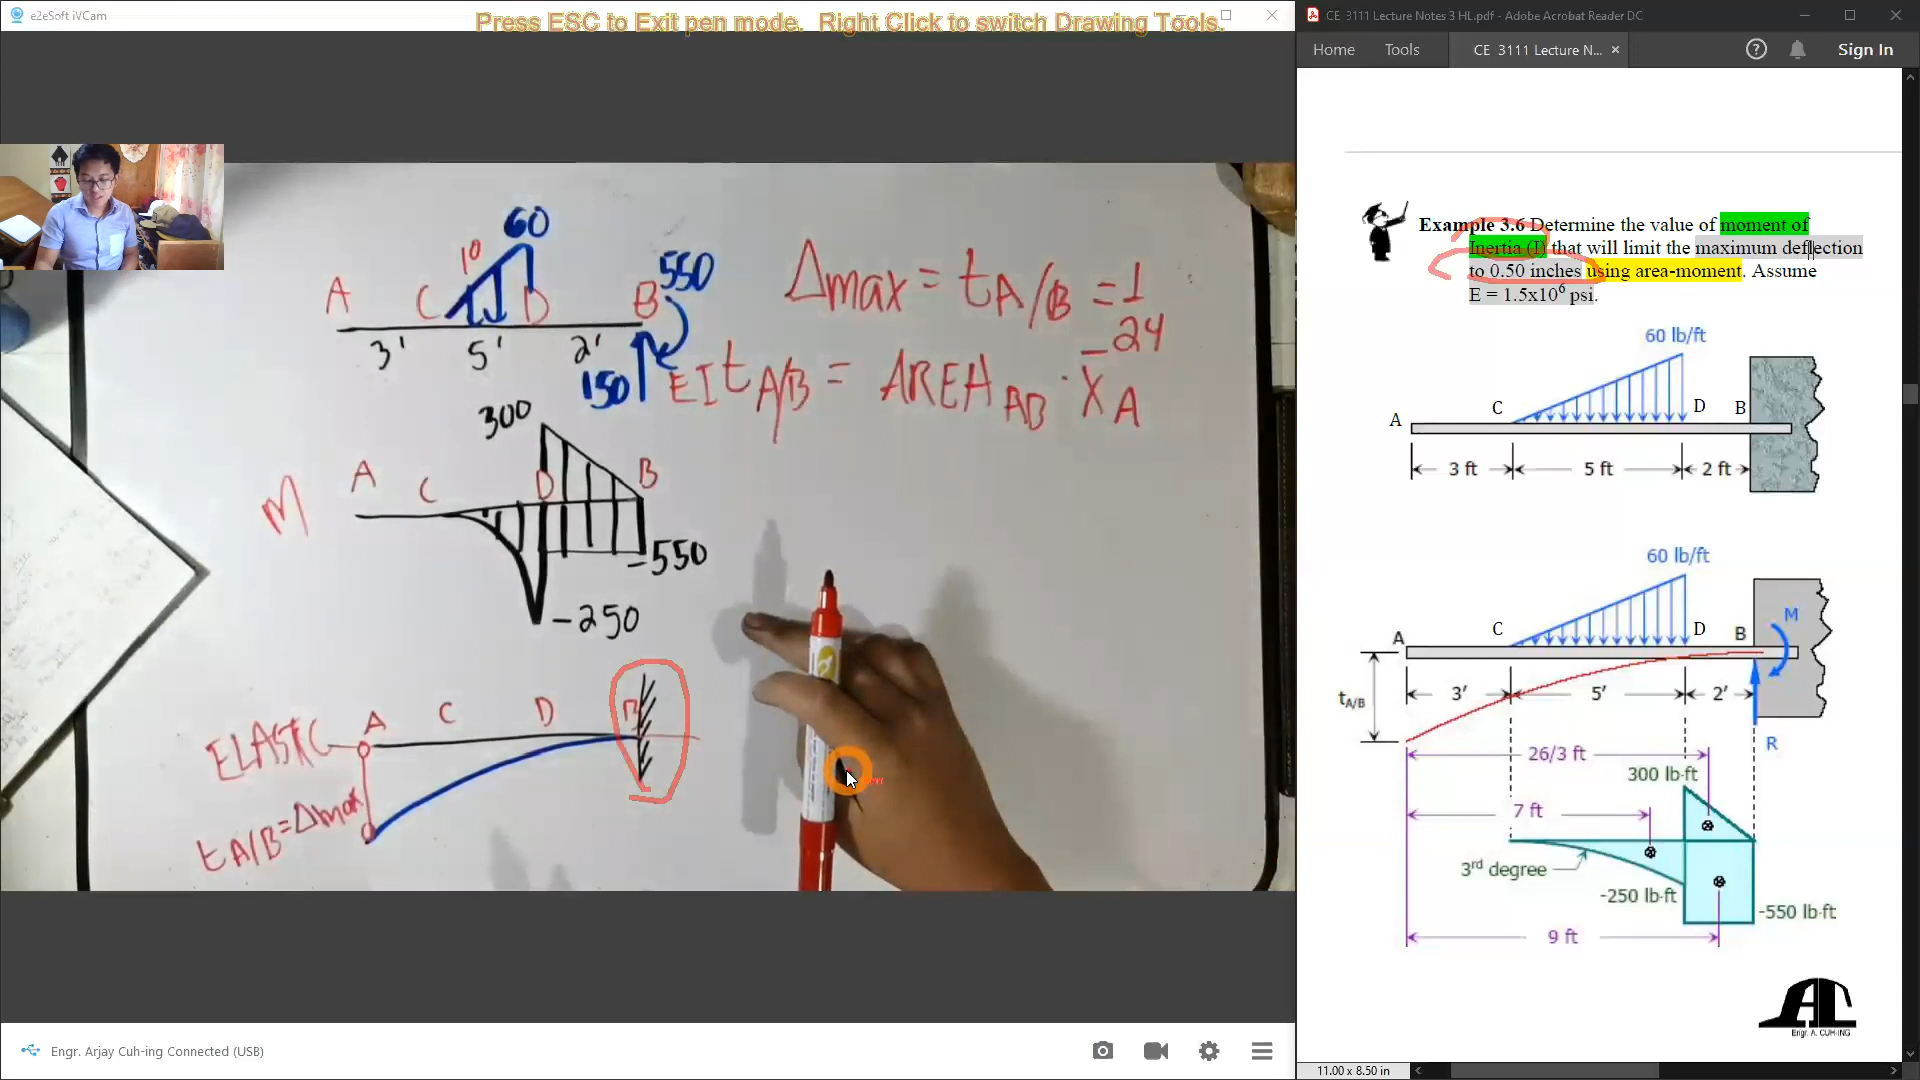 e2eSoft iVCam
Press ESC to Exit pen mode. Right Click to switch Drawing Tools.
CE 3111 Lecture Notes 3 HL.pdf - Adobe Acrobat Reader DC
Home Tools CE 3111 Lecture N... × ? Sign In
A C 10 60 D B 550
3' 5' 2' 150
Δmax = tA/B = 1/24
EI tA/B = AREA AB · X̄A
300
M A C D B
-550
-250
ELASTIC A C D B
tA/B = Δmax
Example 3.6 Determine the value of moment of
Inertia (I) that will limit the maximum deflection
to 0.50 inches using area-moment. Assume
E = 1.5x10⁶ psi.
60 lb/ft
A C D B
3 ft 5 ft 2 ft
60 lb/ft
A C D B M
tA/B 3' 5' 2'
R
26/3 ft
300 lb·ft
7 ft
3rd degree
-250 lb·ft
-550 lb·ft
9 ft
Engr. A. CUH-ING
Engr. Arjay Cuh-ing Connected (USB)
11.00 x 8.50 in